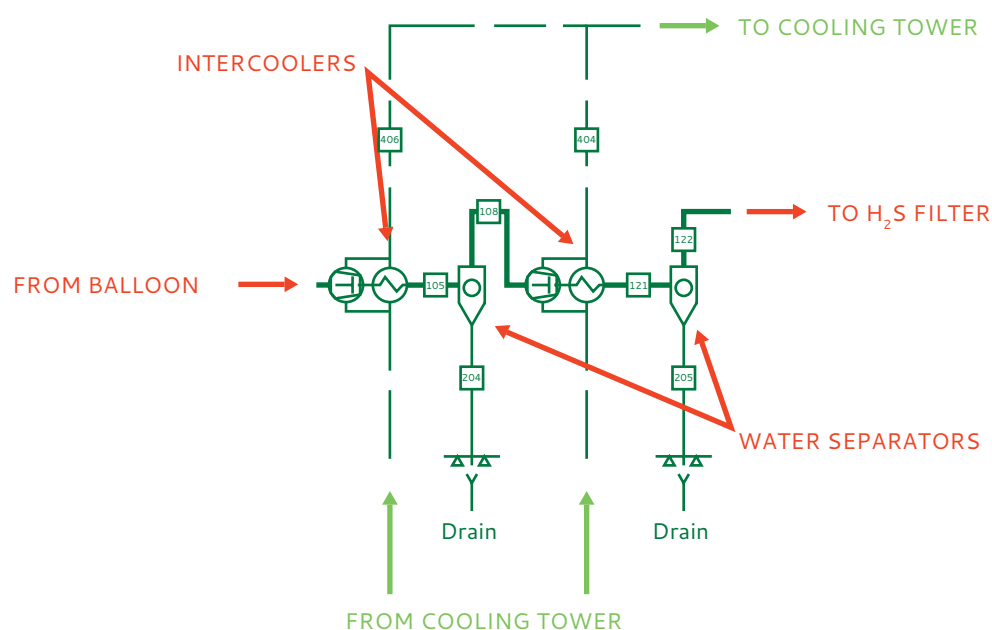 TO COOLING TOWER
INTERCOOLERS
406
404
108
TO H₂S FILTER
122
FROM BALLOON
105
121
204
205
WATER SEPARATORS
Drain
Drain
FROM COOLING TOWER